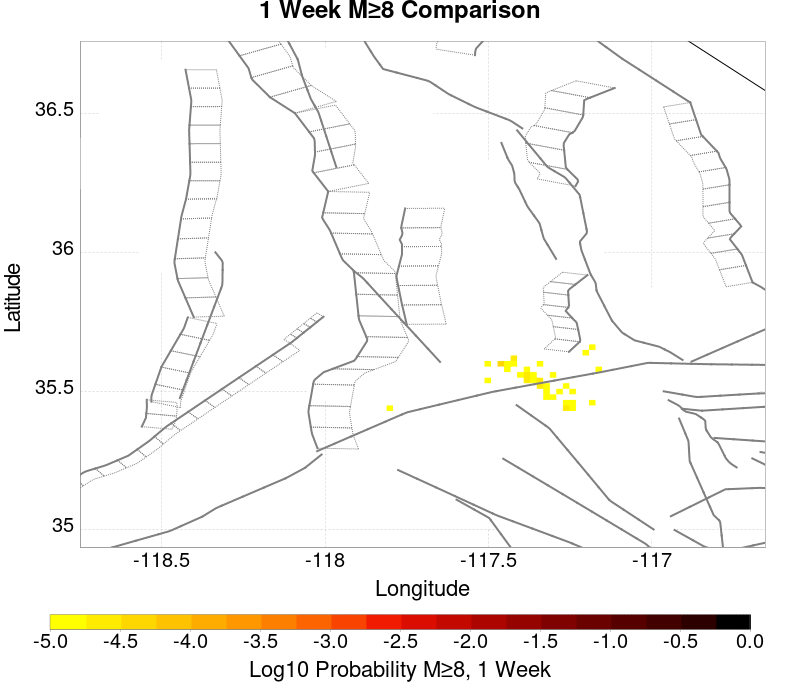 1 Week M≥8 Comparison
36.5
36
35.5
35
Latitude
-118.5 -118 -117.5 -117
Longitude
-5.0 -4.5 -4.0 -3.5 -3.0 -2.5 -2.0 -1.5 -1.0 -0.5 0.0
Log10 Probability M≥8, 1 Week